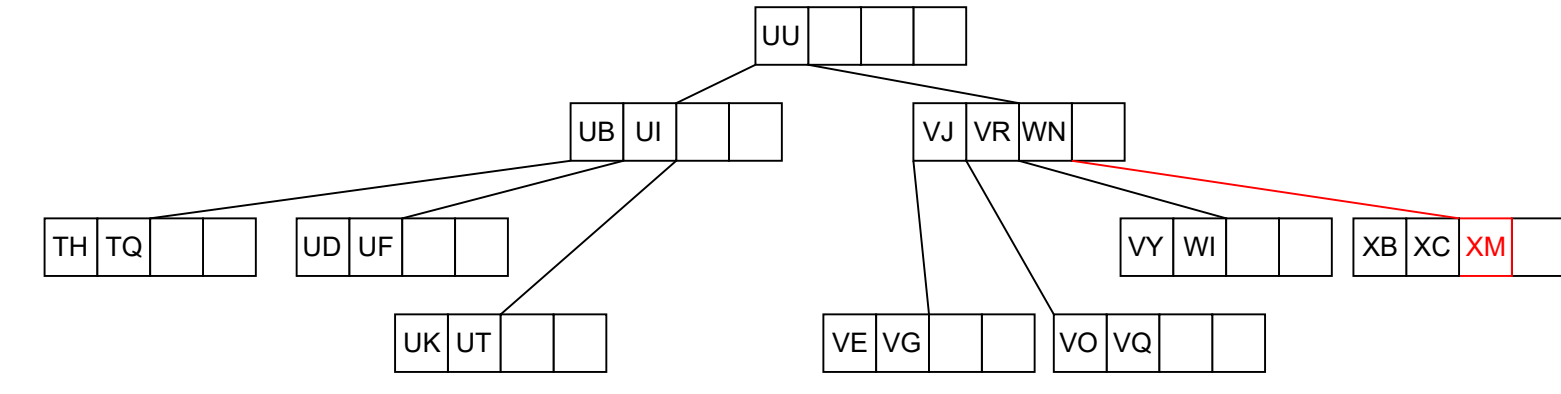 UU
UB UI
VJ VR WN
TH TQ
UD UF
VY WI
XB XC XM
UK UT
VE VG
VO VQ